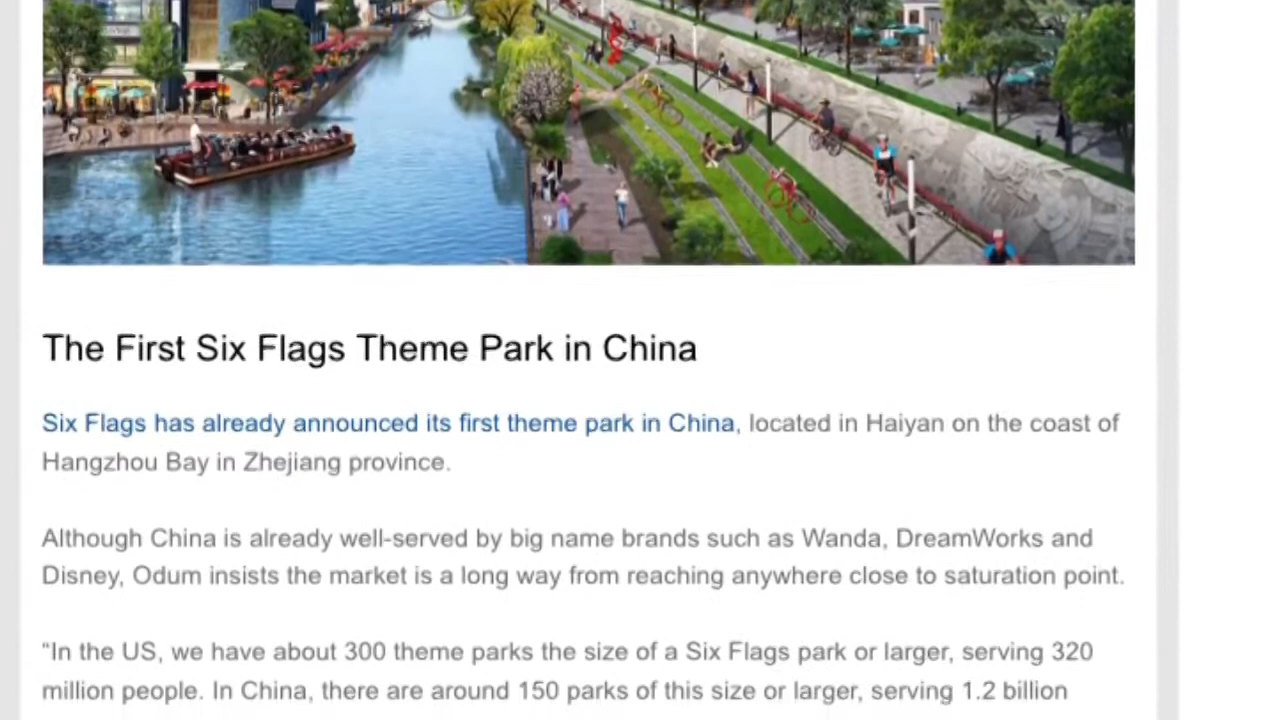 The First Six Flags Theme Park in China
Six Flags has already announced its first theme park in China, located in Haiyan on the coast of
Hangzhou Bay in Zhejiang province.
Although China is already well-served by big name brands such as Wanda, DreamWorks and
Disney, Odum insists the market is a long way from reaching anywhere close to saturation point.
“In the US, we have about 300 theme parks the size of a Six Flags park or larger, serving 320
million people. In China, there are around 150 parks of this size or larger, serving 1.2 billion